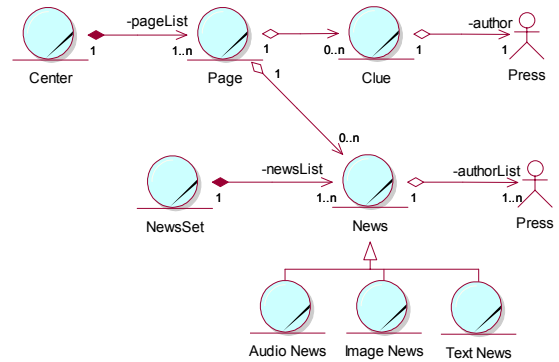 -pageList
-author
1
1..n
1
0..n
1
1
Center
Page
Clue
Press
1
0..n
-newsList
-authorList
1
1..n
1
1..n
NewsSet
News
Press
Audio News
Image News
Text News